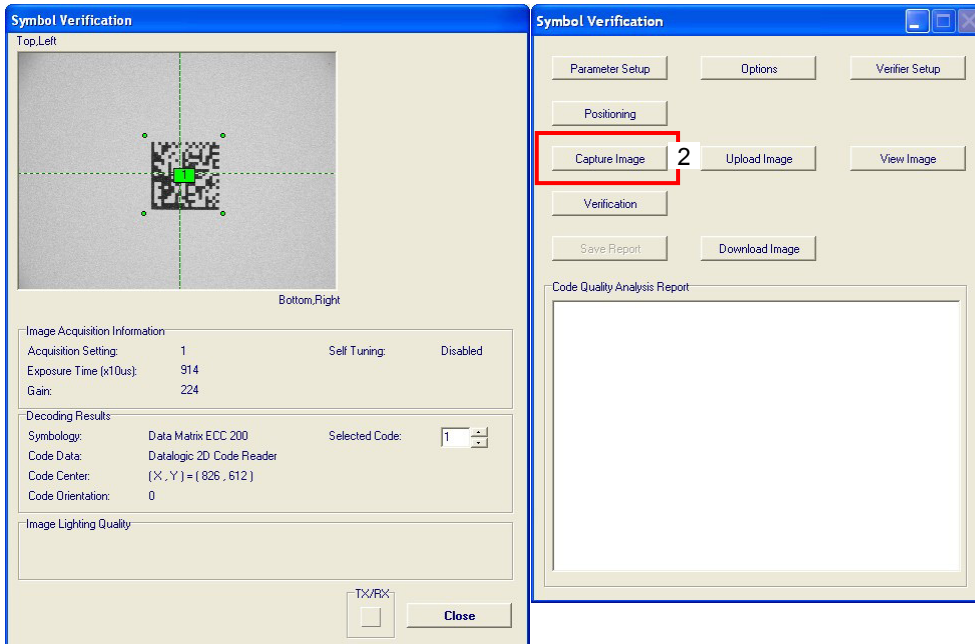 Symbol Verification
Top,Left
1
Bottom,Right
Image Acquisition Information
Acquisition Setting: 1 Self Tuning: Disabled
Exposure Time (x10us): 914
Gain: 224
Decoding Results
Symbology: Data Matrix ECC 200 Selected Code: 1
Code Data: Datalogic 2D Code Reader
Code Center: ( X , Y ) = ( 826 , 612 )
Code Orientation: 0
Image Lighting Quality
TX/RX
Close
Symbol Verification
Parameter Setup Options Verifier Setup
Positioning
Capture Image 2 Upload Image View Image
Verification
Save Report Download Image
Code Quality Analysis Report